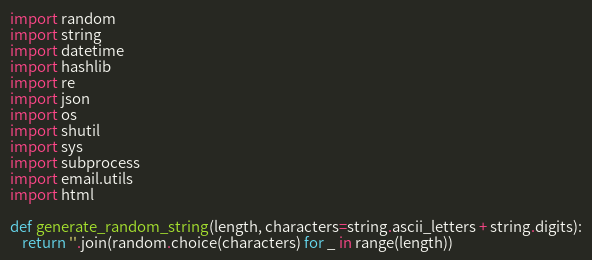 import random
import string
import datetime
import hashlib
import re
import json
import os
import shutil
import sys
import subprocess
import email.utils
import html

def generate_random_string(length, characters=string.ascii_letters + string.digits):
    return ''.join(random.choice(characters) for _ in range(length))